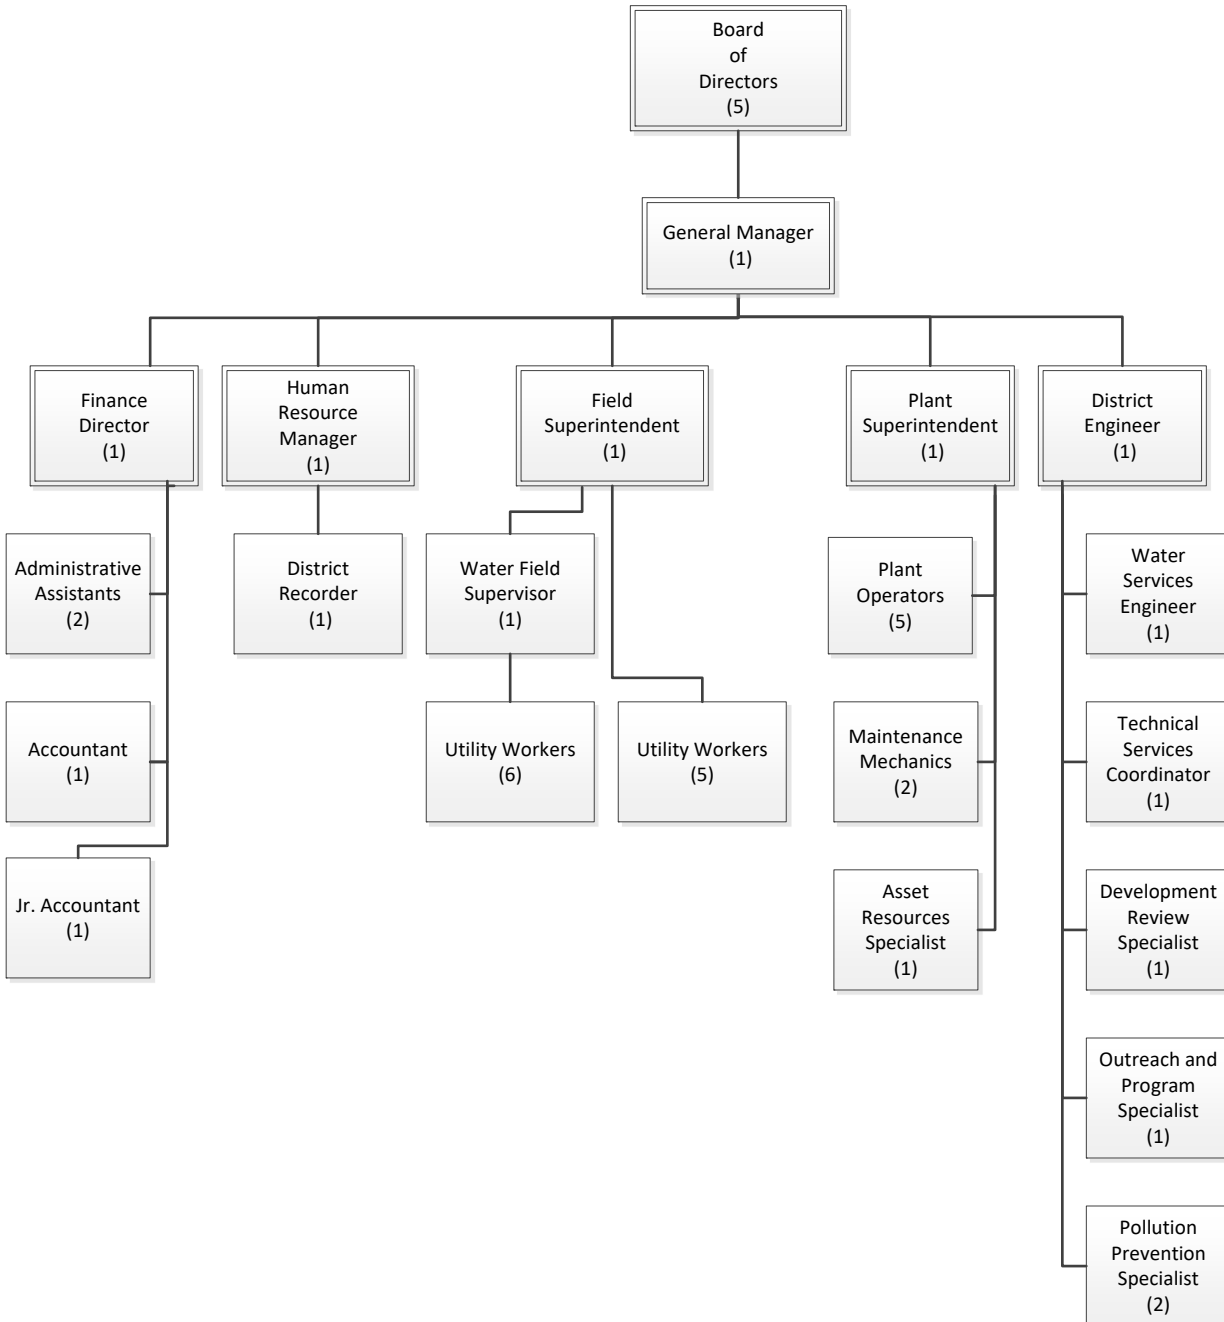 Board
of
Directors
(5)
General Manager
(1)
Finance
Director
(1)
Human
Resource
Manager
(1)
Field
Superintendent
(1)
Plant
Superintendent
(1)
District
Engineer
(1)
Administrative
Assistants
(2)
District
Recorder
(1)
Water Field
Supervisor
(1)
Plant
Operators
(5)
Water
Services
Engineer
(1)
Accountant
(1)
Utility Workers
(6)
Utility Workers
(5)
Maintenance
Mechanics
(2)
Technical
Services
Coordinator
(1)
Jr. Accountant
(1)
Asset
Resources
Specialist
(1)
Development
Review
Specialist
(1)
Outreach and
Program
Specialist
(1)
Pollution
Prevention
Specialist
(2)